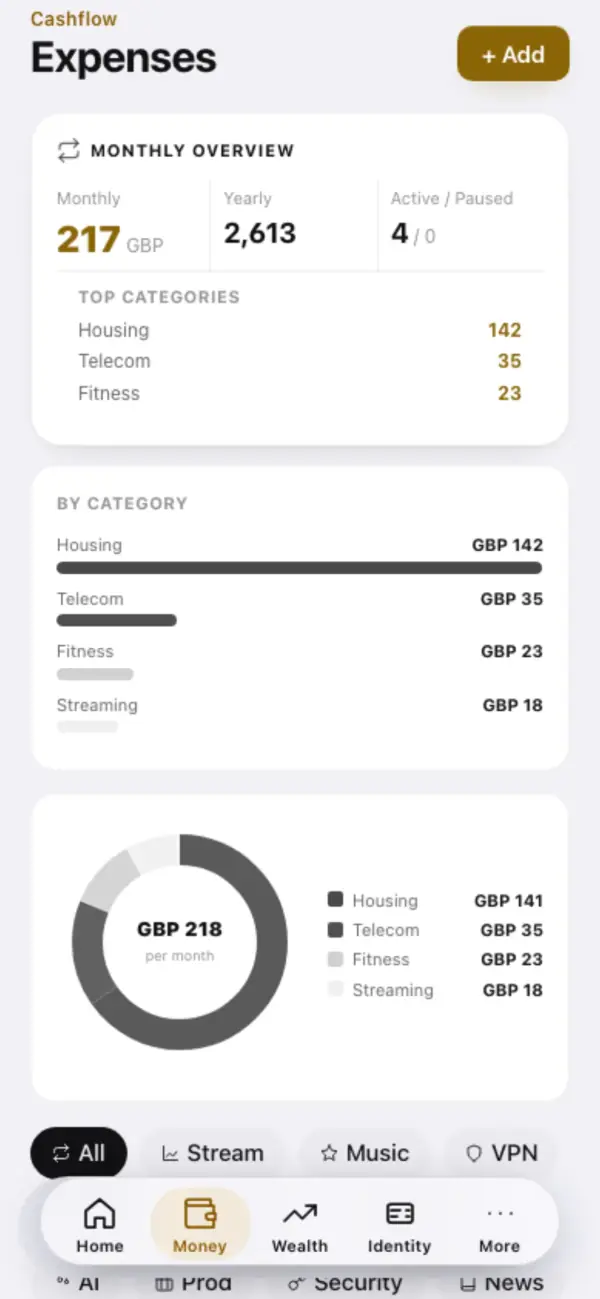 Cashflow
Expenses
+ Add
MONTHLY OVERVIEW
Monthly Yearly Active / Paused
217 GBP 2,613 4 / 0
TOP CATEGORIES
Housing 142
Telecom 35
Fitness 23
BY CATEGORY
Housing GBP 142
Telecom GBP 35
Fitness GBP 23
Streaming GBP 18
GBP 218
per month
Housing GBP 141
Telecom GBP 35
Fitness GBP 23
Streaming GBP 18
All Stream Music VPN
Home Money Wealth Identity More
AI Prod Security News